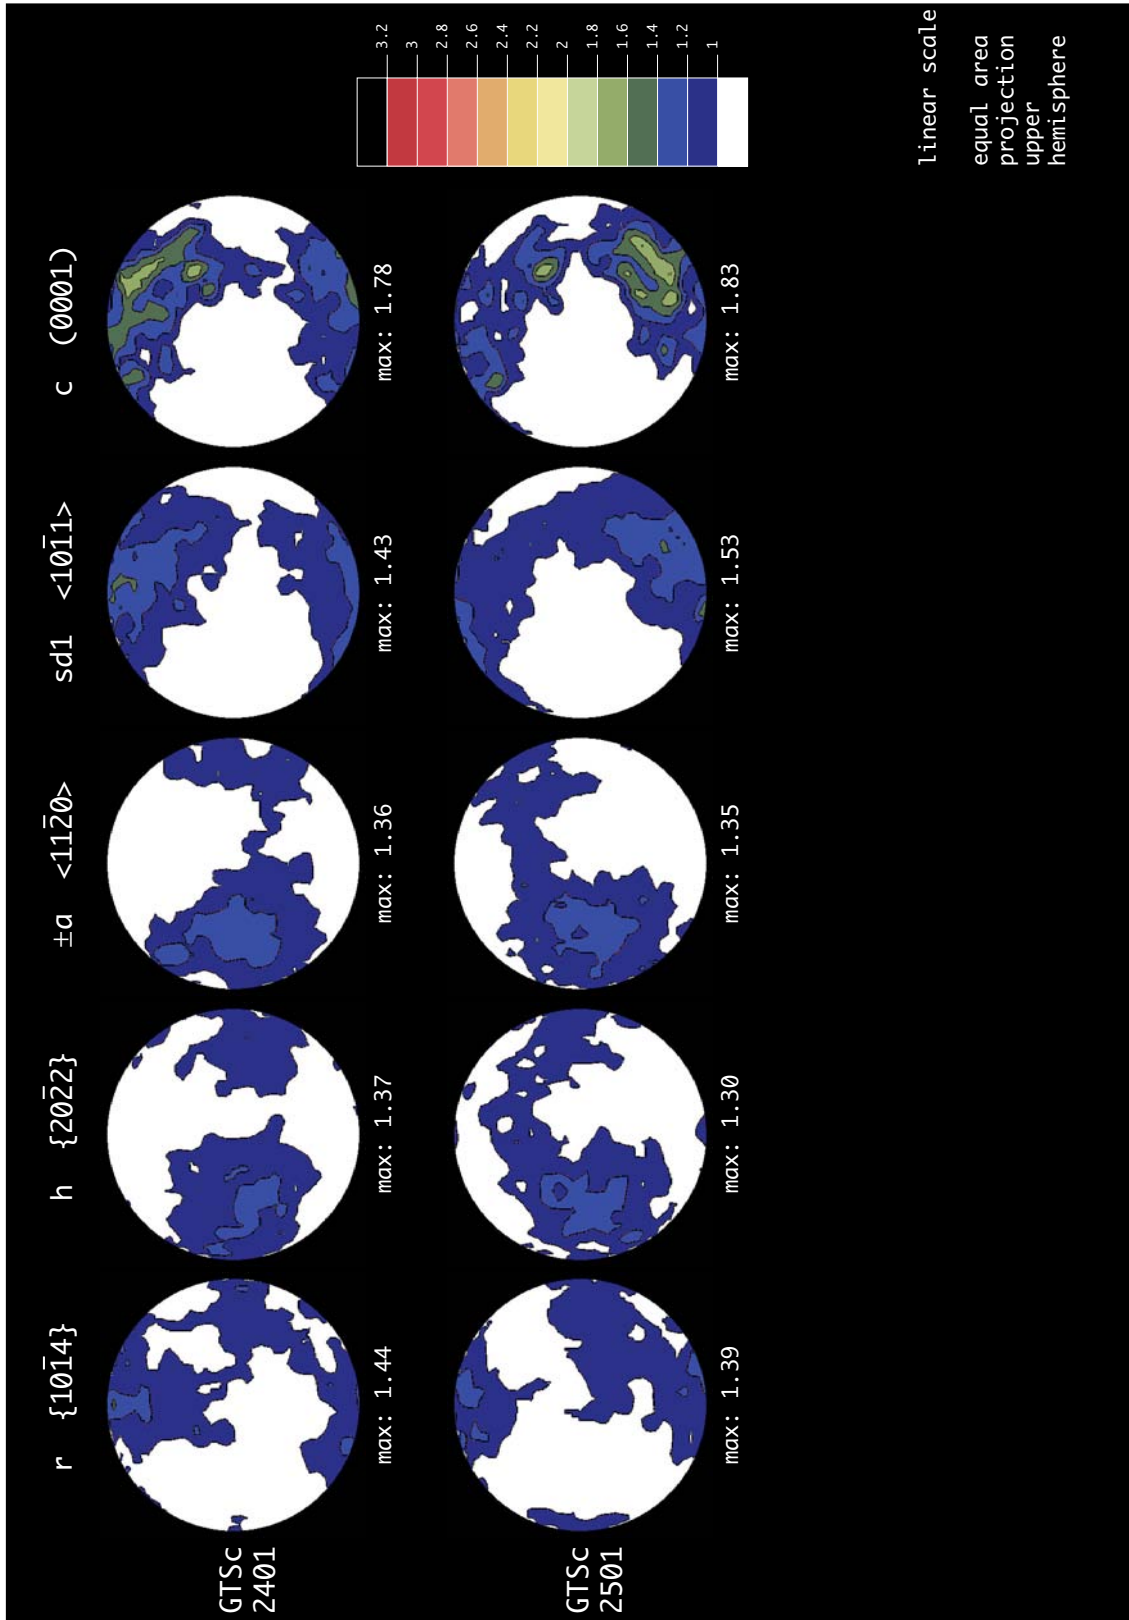 r {101̄4}
h {202̄2}
±a <112̄0>
sd1 <101̄1>
c (0001)
GTSc
2401
max: 1.44
max: 1.37
max: 1.36
max: 1.43
max: 1.78
GTSc
2501
max: 1.39
max: 1.30
max: 1.35
max: 1.53
max: 1.83
3.2
3
2.8
2.6
2.4
2.2
2
1.8
1.6
1.4
1.2
1
linear scale
equal area
projection
upper
hemisphere